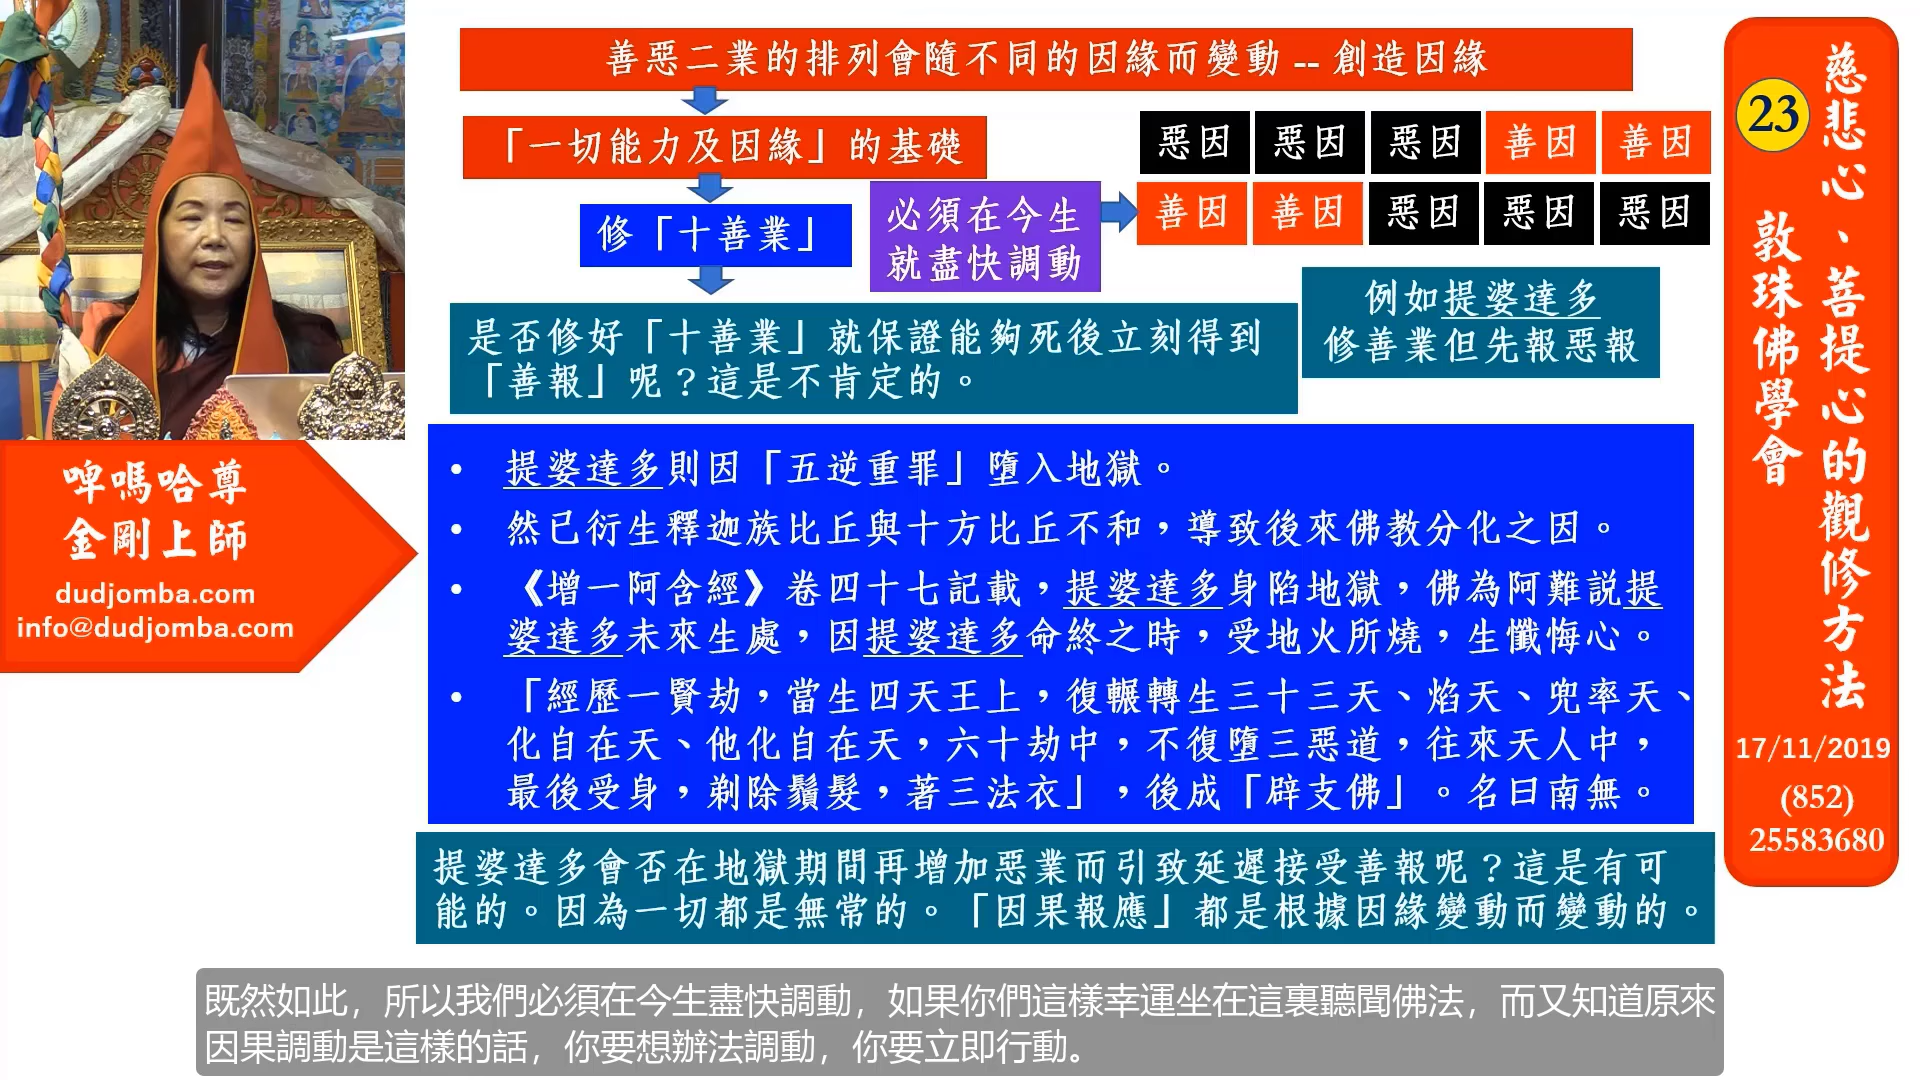 善惡二業的排列會隨不同的因緣而變動 -- 創造因緣
「一切能力及因緣」的基礎
修「十善業」
必須在今生
就盡快調動
惡因 惡因 惡因 善因 善因
善因 善因 惡因 惡因 惡因
是否修好「十善業」就保證能夠死後立刻得到
「善報」呢？這是不肯定的。
例如提婆達多
修善業但先報惡報
• 提婆達多則因「五逆重罪」墮入地獄。
• 然已衍生釋迦族比丘與十方比丘不和，導致後來佛教分化之因。
• 《增一阿含經》卷四十七記載，提婆達多身陷地獄，佛為阿難説提
婆達多未來生處，因提婆達多命終之時，受地火所燒，生懺悔心。
• 「經歷一賢劫，當生四天王上，復輾轉生三十三天、焰天、兜率天、
化自在天、他化自在天，六十劫中，不復墮三惡道，往來天人中，
最後受身，剃除鬚髮，著三法衣」，後成「辟支佛」。名曰南無。
提婆達多會否在地獄期間再增加惡業而引致延遲接受善報呢？這是有可
能的。因為一切都是無常的。「因果報應」都是根據因緣變動而變動的。
啤嗎哈尊
金剛上師
dudjomba.com
info@dudjomba.com
23
慈悲心、菩提心的觀修方法
敦珠佛學會
17/11/2019
(852)
25583680
既然如此，所以我們必須在今生盡快調動，如果你們這樣幸運坐在這裏聽聞佛法，而又知道原來
因果調動是這樣的話，你要想辦法調動，你要立即行動。